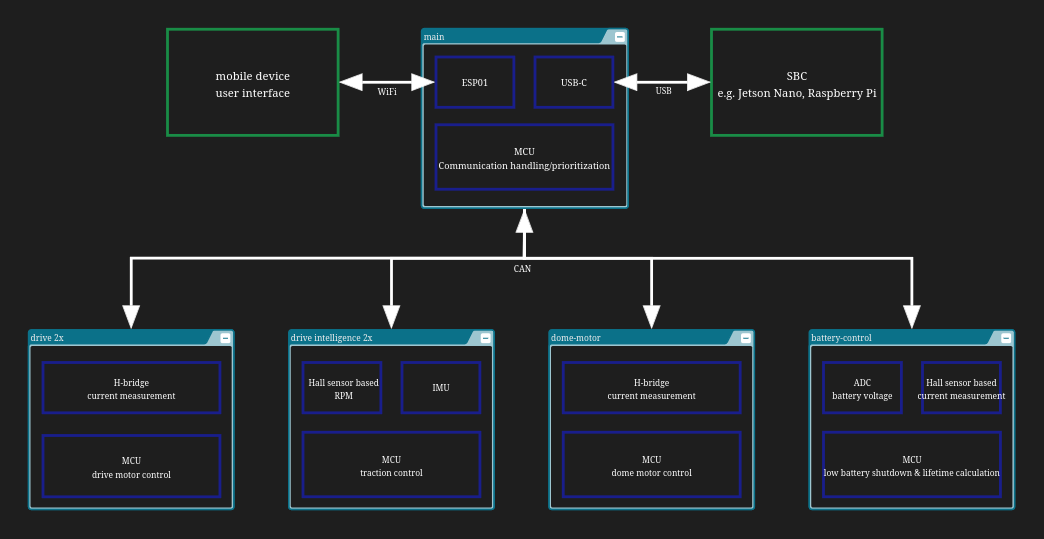 main
mobile device
user interface
WiFi
ESP01
USB-C
USB
SBC
e.g. Jetson Nano, Raspberry Pi
MCU
Communication handling/prioritization
CAN
drive 2x
H-bridge
current measurement
MCU
drive motor control
drive intelligence 2x
Hall sensor based
RPM
IMU
MCU
traction control
dome-motor
H-bridge
current measurement
MCU
dome motor control
battery-control
ADC
battery voltage
Hall sensor based
current measurement
MCU
low battery shutdown & lifetime calculation